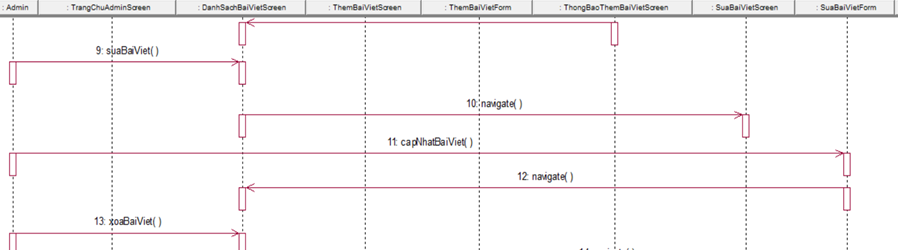 : Admin
: TrangChuAdminScreen
: DanhSachBaiVietScreen
: ThemBaiVietScreen
: ThemBaiVietForm
: ThongBaoThemBaiVietScreen
: SuaBaiVietScreen
: SuaBaiVietForm
9: suaBaiViet( )
10: navigate( )
11: capNhatBaiViet( )
12: navigate( )
13: xoaBaiViet( )